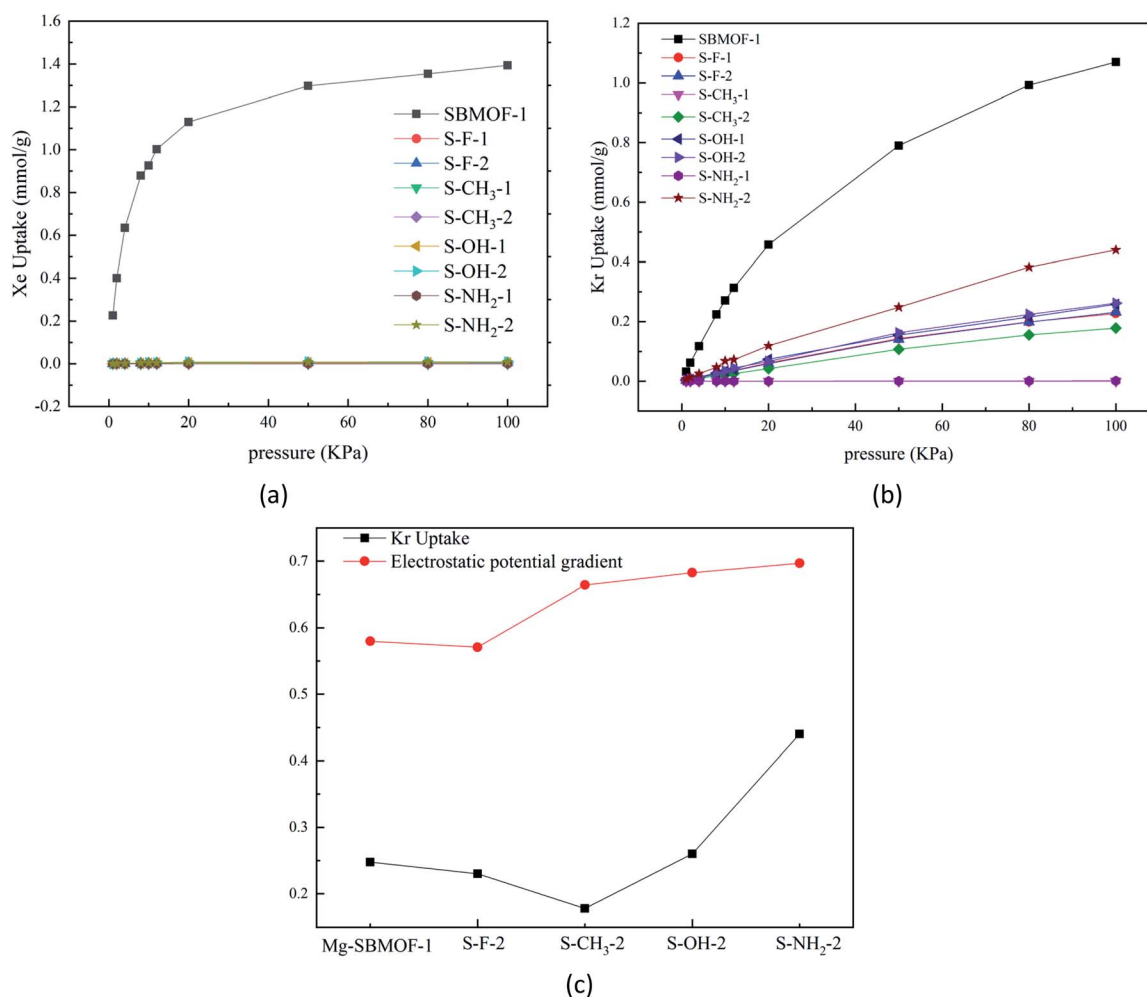 1.6
1.4
1.2
1.0
0.8
0.6
0.4
0.2
0.0
-0.2
Xe Uptake (mmol/g)
SBMOF-1
S-F-1
S-F-2
S-CH₃-1
S-CH₃-2
S-OH-1
S-OH-2
S-NH₂-1
S-NH₂-2
0 20 40 60 80 100
pressure (KPa)
(a)
1.2
1.0
0.8
0.6
0.4
0.2
0.0
Kr Uptake (mmol/g)
SBMOF-1
S-F-1
S-F-2
S-CH₃-1
S-CH₃-2
S-OH-1
S-OH-2
S-NH₂-1
S-NH₂-2
0 20 40 60 80 100
pressure (KPa)
(b)
Kr Uptake
Electrostatic potential gradient
0.7
0.6
0.5
0.4
0.3
0.2
Mg-SBMOF-1 S-F-2 S-CH₃-2 S-OH-2 S-NH₂-2
(c)